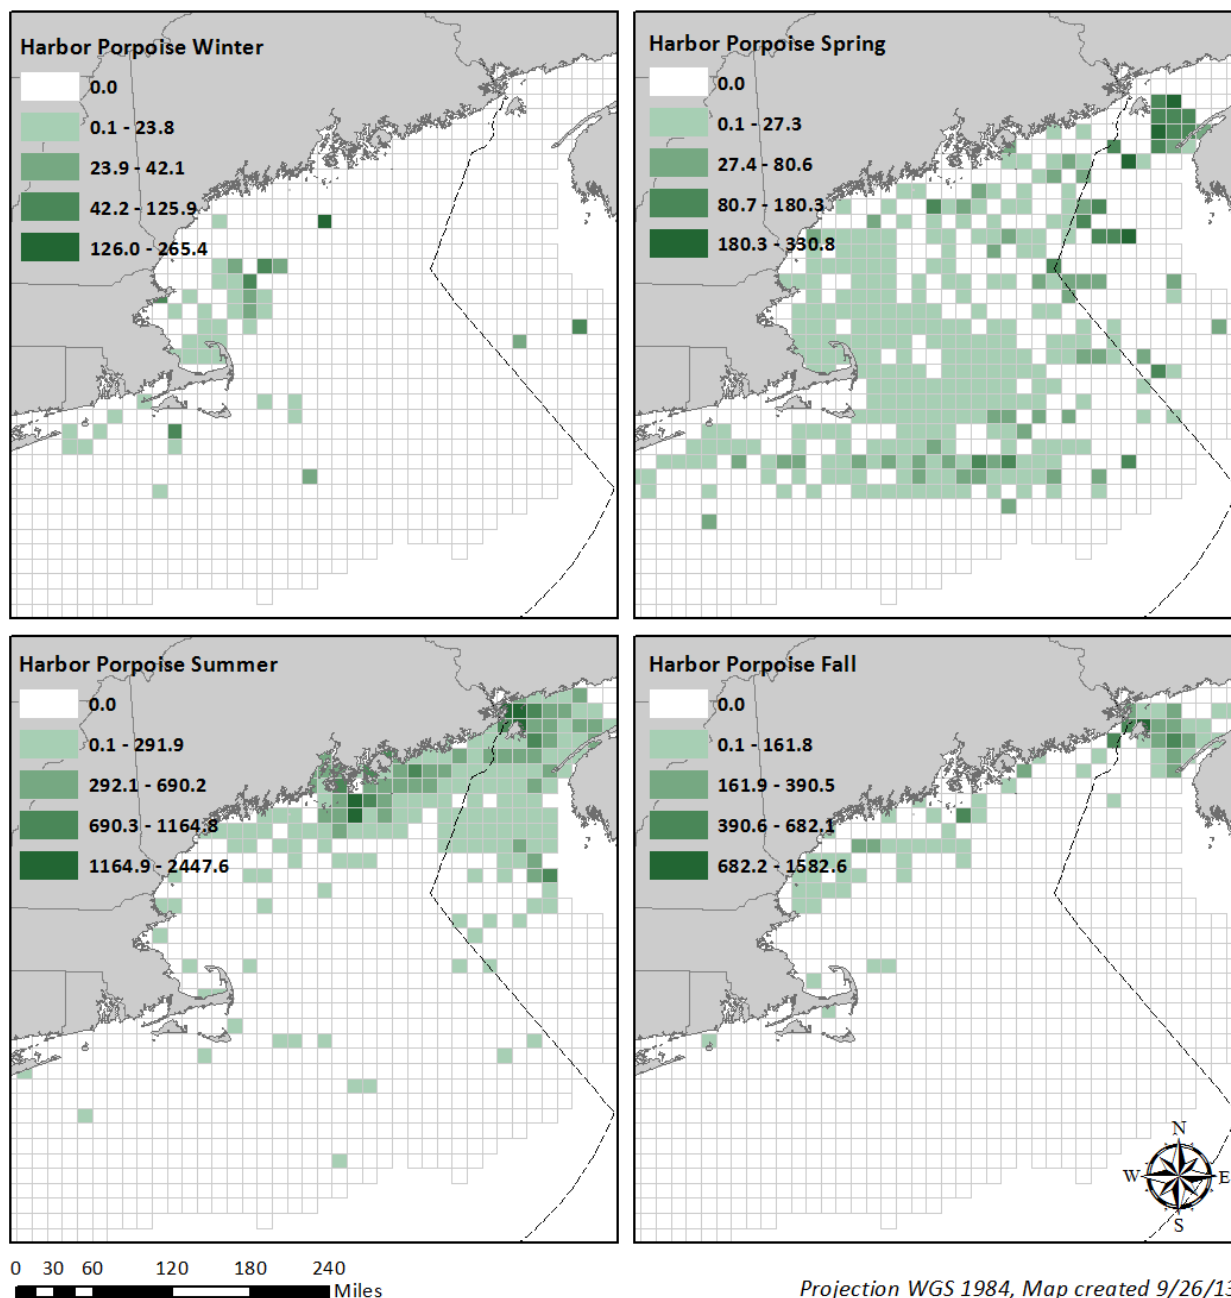 Harbor Porpoise Winter
0.0
0.1 - 23.8
23.9 - 42.1
42.2 - 125.9
126.0 - 265.4
Harbor Porpoise Spring
0.0
0.1 - 27.3
27.4 - 80.6
80.7 - 180.3
180.3 - 330.8
Harbor Porpoise Summer
0.0
0.1 - 291.9
292.1 - 690.2
690.3 - 1164.8
1164.9 - 2447.6
Harbor Porpoise Fall
0.0
0.1 - 161.8
161.9 - 390.5
390.6 - 682.1
682.2 - 1582.6
N
W E
S
0 30 60 120 180 240
Miles
Projection WGS 1984, Map created 9/26/13